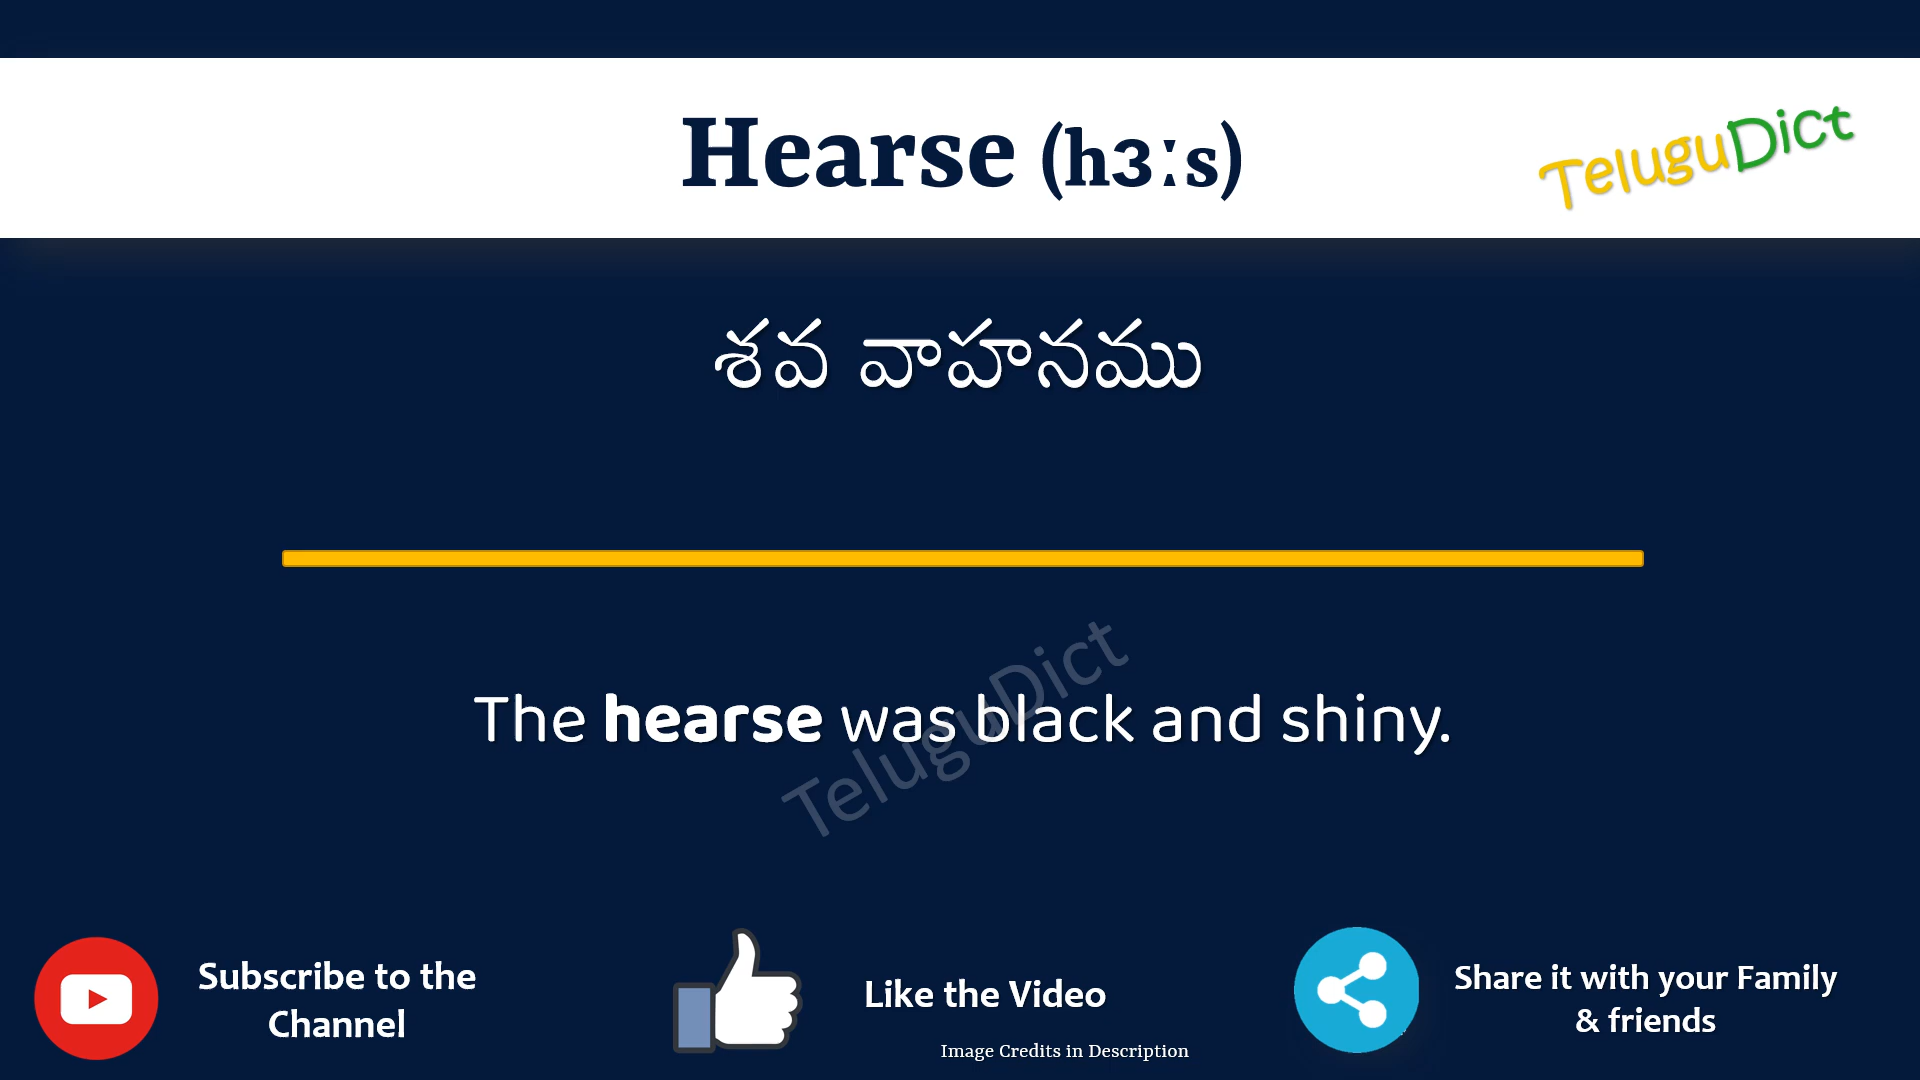 Hearse (hɜːs)
TeluguDict
శవ వాహనము
The hearse was black and shiny.
TeluguDict
Subscribe to the
Channel
Like the Video
Share it with your Family
& friends
Image Credits in Description